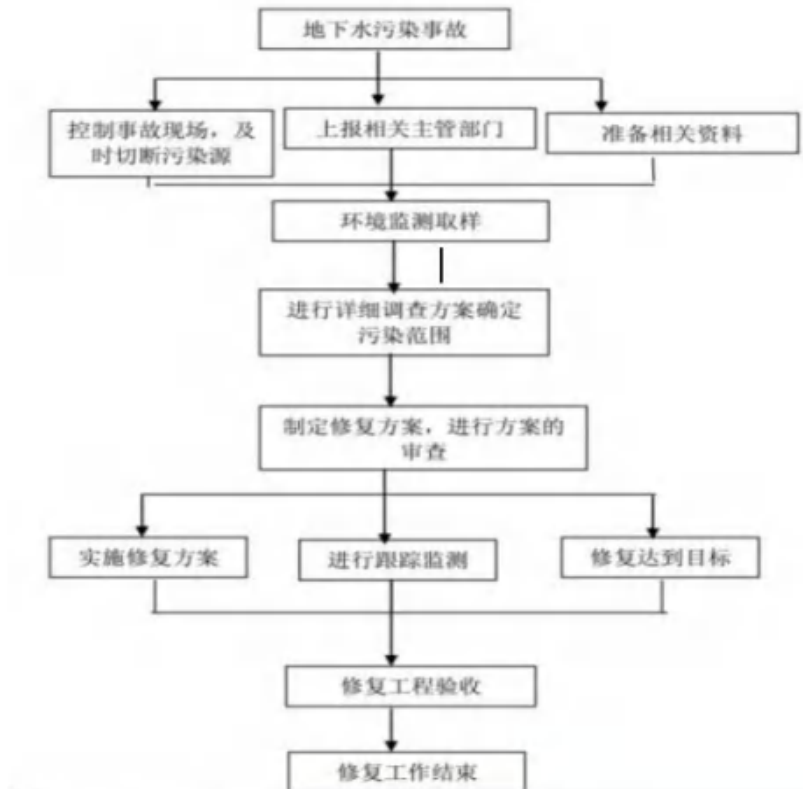 地下水污染事故
控制事故现场，及
时切断污染源
上报相关主管部门
准备相关资料
环境监测取样
进行详细调查方案确定
污染范围
制定修复方案，进行方案的
审查
实施修复方案
进行跟踪监测
修复达到目标
修复工程验收
修复工作结束